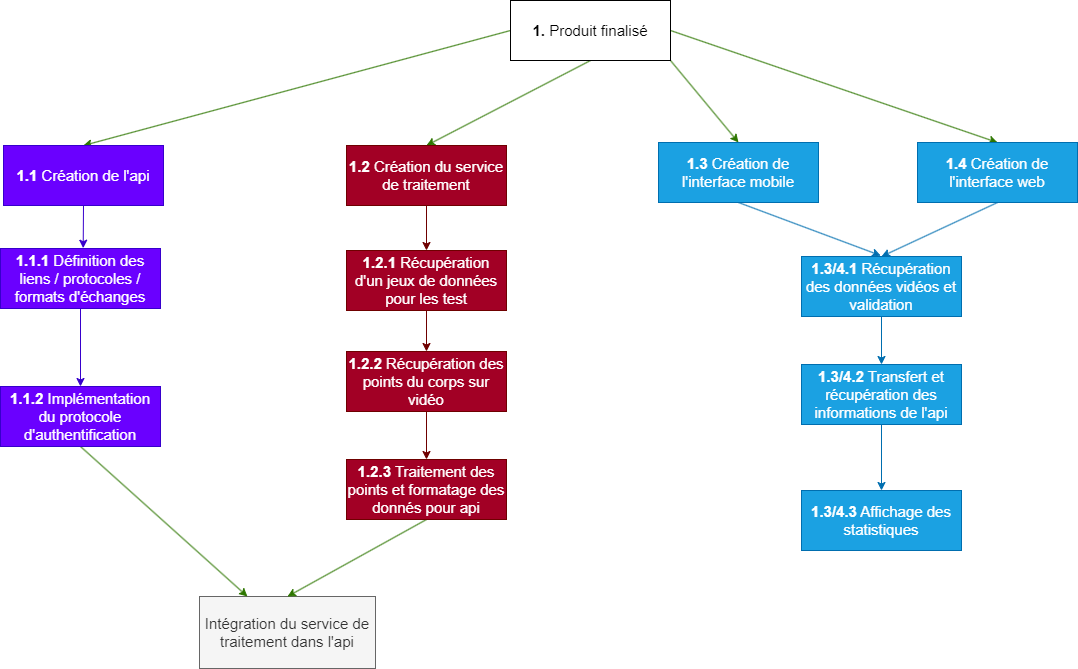 1. Produit finalisé
1.1 Création de l'api
1.2 Création du service
de traitement
1.3 Création de
l'interface mobile
1.4 Création de
l'interface web
1.1.1 Définition des
liens / protocoles /
formats d'échanges
1.2.1 Récupération
d'un jeux de données
pour les test
1.3/4.1 Récupération
des données vidéos et
validation
1.2.2 Récupération des
points du corps sur
vidéo
1.3/4.2 Transfert et
récupération des
informations de l'api
1.1.2 Implémentation
du protocole
d'authentification
1.2.3 Traitement des
points et formatage des
donnés pour api
1.3/4.3 Affichage des
statistiques
Intégration du service de
traitement dans l'api